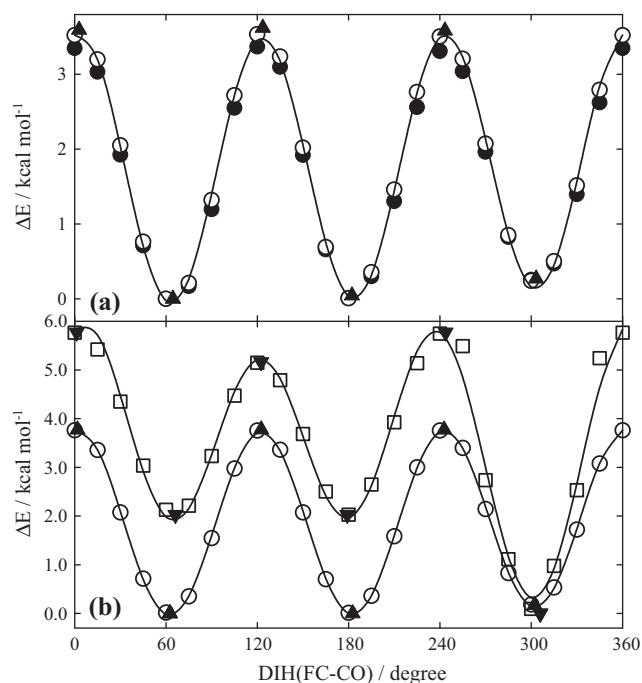 3
2
1
0
ΔE / kcal mol⁻¹
(a)
6.0
5.0
4.0
3.0
2.0
1.0
0.0
ΔE / kcal mol⁻¹
(b)
0 60 120 180 240 300 360
DIH(FC-CO) / degree